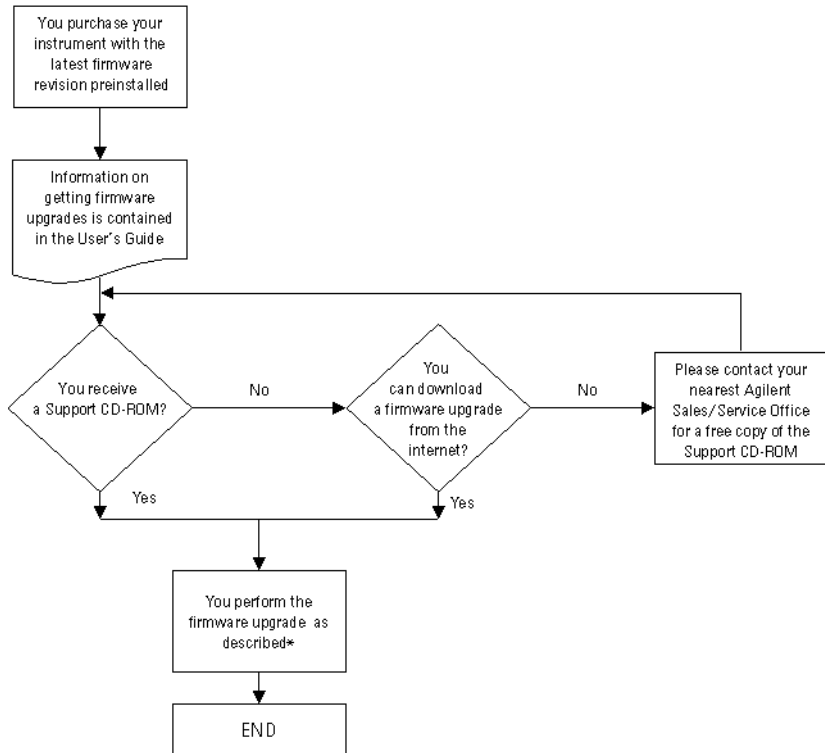 You purchase your
instrument with the
latest firmware
revision preinstalled
Information on
getting firmware
upgrades is contained
in the User´s Guide
You receive
a Support CD-ROM?
No
You
can download
a firmware upgrade
from the
internet?
No
Please contact your
nearest Agilent
Sales/Service Office
for a free copy of the
Support CD-ROM
Yes
Yes
You perform the
firmware upgrade as
described*
END